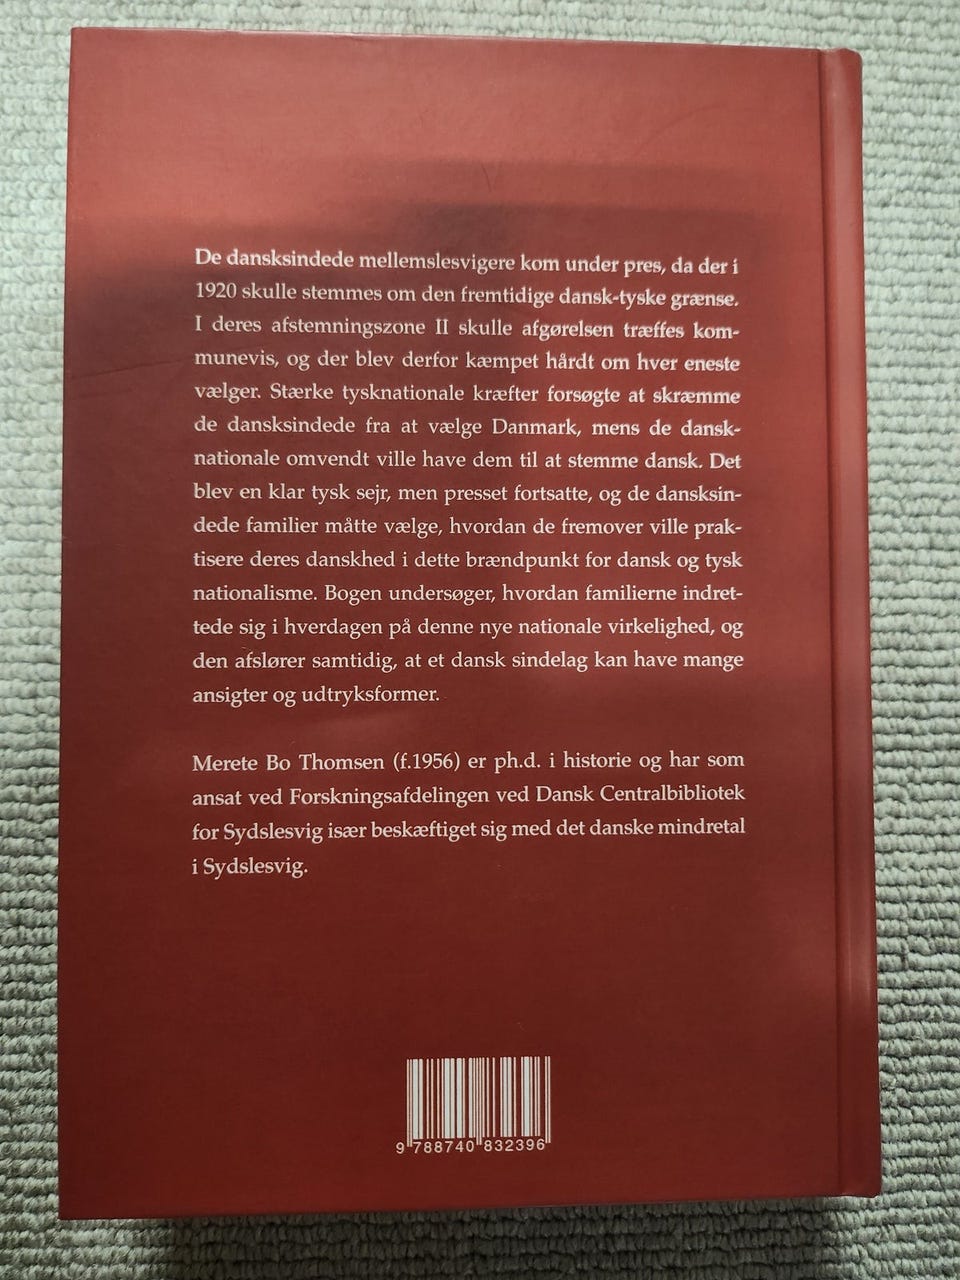 De dansksindede mellemslesvigere kom under pres, da der i
1920 skulle stemmes om den fremtidige dansk-tyske grænse.
I deres afstemningszone II skulle afgørelsen træffes kom-
munevis, og der blev derfor kæmpet hårdt om hver eneste
vælger. Stærke tysknationale kræfter forsøgte at skræmme
de dansksindede fra at vælge Danmark, mens de dansk-
nationale omvendt ville have dem til at stemme dansk. Det
blev en klar tysk sejr, men presset fortsatte, og de dansksin-
dede familier måtte vælge, hvordan de fremover ville prak-
tisere deres danskhed i dette brændpunkt for dansk og tysk
nationalisme. Bogen undersøger, hvordan familierne indret-
tede sig i hverdagen på denne nye nationale virkelighed, og
den afslører samtidig, at et dansk sindelag kan have mange
ansigter og udtryksformer.
Merete Bo Thomsen (f.1956) er ph.d. i historie og har som
ansat ved Forskningsafdelingen ved Dansk Centralbibliotek
for Sydslesvig især beskæftiget sig med det danske mindretal
i Sydslesvig.
9 788740 832396